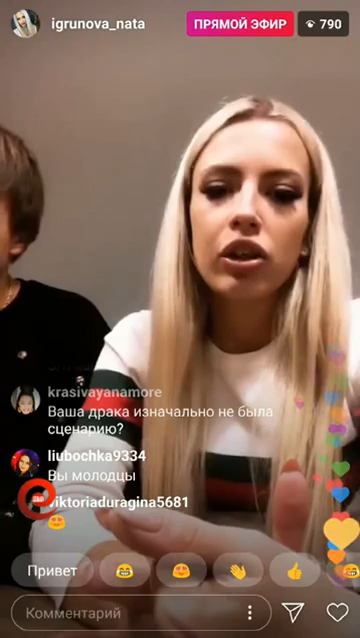 igrunova_nata
ПРЯМОЙ ЭФИР
790
krasivayanamore
Ваша драка изначально не была
сценарию?
liubochka9334
Вы молодцы
viktoriaduragina5681
😍
Привет 😂 😍 👋 👍 😂
Комментарий